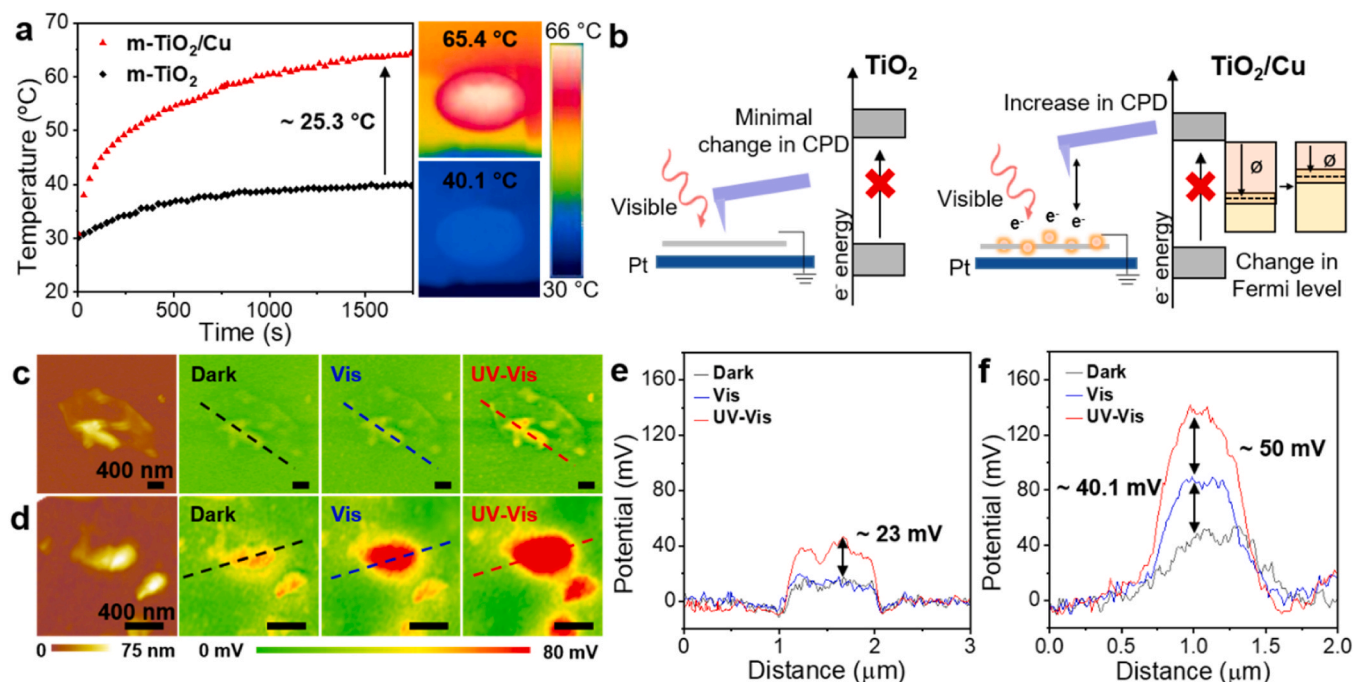 a
70
60
50
40
30
20
Temperature (ºC)
m-TiO2/Cu
m-TiO2
~ 25.3 °C
0
500
1000
1500
Time (s)
65.4 °C
40.1 °C
66 °C
30 °C
b
TiO2
Minimal
change in CPD
Visible
Pt
e- energy
TiO2/Cu
Increase in CPD
Visible
e- e- e-
Pt
e- energy
ø
ø
Change in
Fermi level
c
400 nm
Dark
Vis
UV-Vis
d
400 nm
Dark
Vis
UV-Vis
0
75 nm
0 mV
80 mV
e
160
120
80
40
0
Potential (mV)
Dark
Vis
UV-Vis
~ 23 mV
0
1
2
3
Distance (μm)
f
160
120
80
40
0
Potential (mV)
Dark
Vis
UV-Vis
~ 50 mV
~ 40.1 mV
0.0
0.5
1.0
1.5
2.0
Distance (μm)